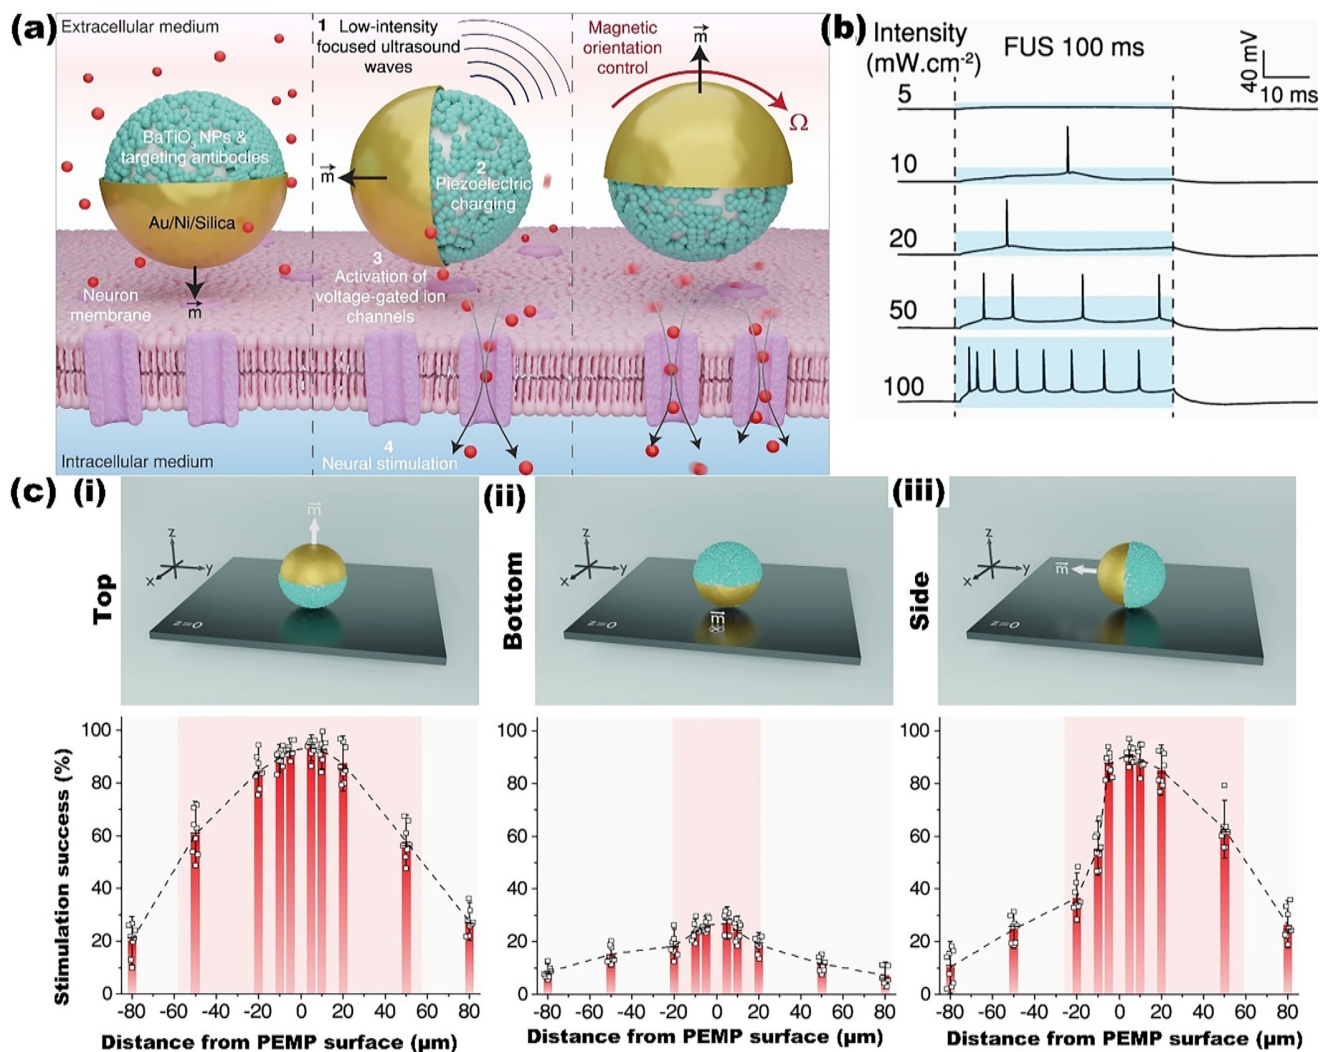 (a)
Extracellular medium
BaTiO₃ NPs &
targeting antibodies
Au/Ni/Silica
Neuron
membrane
m
Intracellular medium
1 Low-intensity
focused ultrasound
waves
m
2
Piezoelectric
charging
3
Activation of
voltage-gated ion
channels
4
Neural stimulation
Magnetic
orientation
control
m
Ω
(b)
Intensity
(mW.cm⁻²)
FUS 100 ms
40 mV
10 ms
5
10
20
50
100
(c)
(i)
Top
m
z
y
x
z=0
(ii)
Bottom
m
z
y
x
z=0
(iii)
Side
m
z
y
x
z=0
Stimulation success (%)
100
80
60
40
20
0
-80 -60 -40 -20 0 20 40 60 80
Distance from PEMP surface (µm)
100
80
60
40
20
0
-80 -60 -40 -20 0 20 40 60 80
Distance from PEMP surface (µm)
100
80
60
40
20
0
-80 -60 -40 -20 0 20 40 60 80
Distance from PEMP surface (µm)